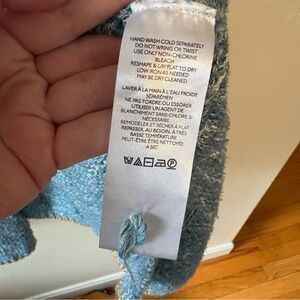 HAND WASH COLD SEPARATELY
DO NOT WRING OR TWIST
USE ONLY NON-CHLORINE
BLEACH
RESHAPE & LAY FLAT TO DRY
LOW IRON AS NEEDED
MAY BE DRY CLEANED
LAVER À LA MAIN À L'EAU FROIDE
SÉPARÉMEN
NE PAS TORDRE OU ESSORER
UTILISER UN AGENT DE
BLANCHIMENT SANS CHLORE SI
NÉCESSAIRE
REMODELER ET SÉCHER À PLAT
REPASSER, AU BESOIN, À TRÈS
BASSE TEMPÉRATURE
PEUT-ÊTRE ÊTRE NETTOYÉ
A SEC